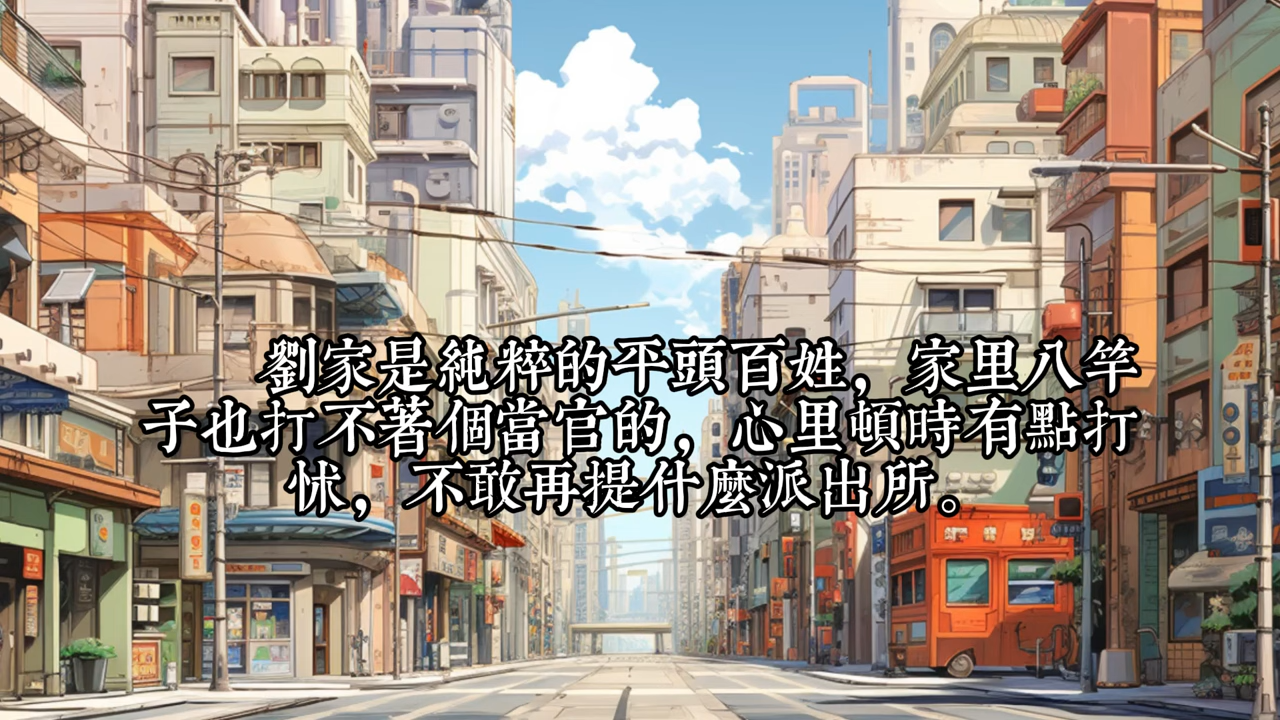 劉家是純粹的平頭百姓，家里八竿
子也打不著個當官的，心里頓時有點打
怵，不敢再提什麼派出所。